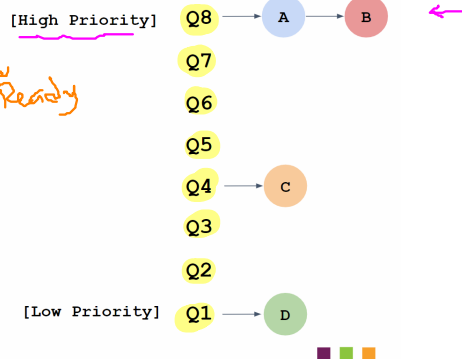 [High Priority] Q8 A B
Q7
Ready
Q6
Q5
Q4 C
Q3
Q2
[Low Priority] Q1 D